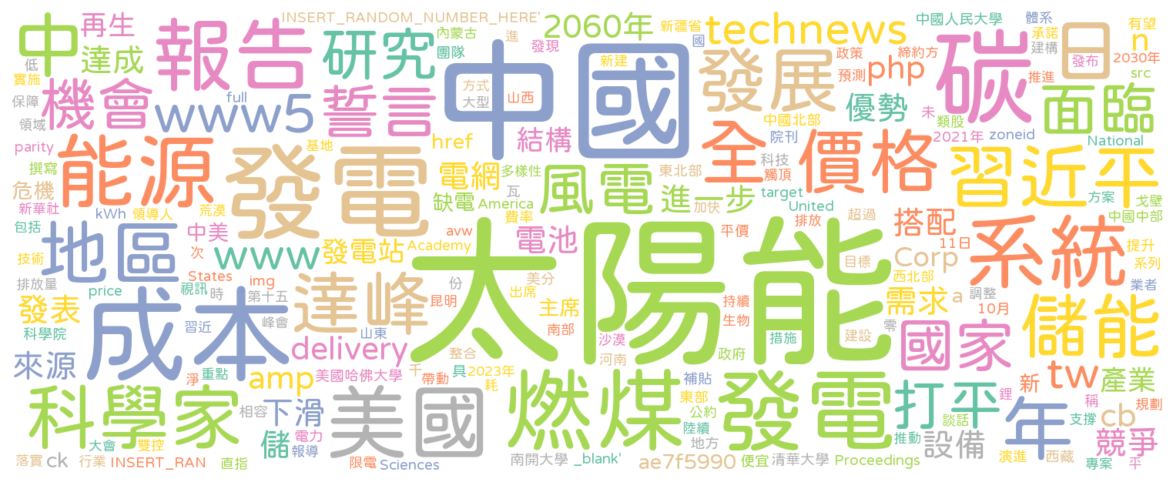 INSERT_RANDOM_NUMBER_HERE'
中
再生
達成
報告
研究
內蒙古
團隊
進
發現
2060年
新疆省
國
technews
中國人民大學
體系
承諾
建構
有望
n
低
實施
機會
www5
誓言
方式
大型
山西
中國
新建
發展
政策
預測
締約方
php
碳
日
發布
2030年
推進
src
保障
領域
full
href
結構
中國北部
優勢
未
類股
院刊
2021年
zoneid
面臨
National
parity
撰寫
能源
基地
發電
電網
多樣性
瓦
缺電
America
風電
東北部
進一步
全
科技
觸頂
價格
target
United
習近平
方案
戈壁
中國中部
危機
新華社
包括
kWh
領導人
荒漠
中美
費率
加快
平價
排放
超過
搭配
11日
提升
系列
技術
地區
www
次
發電站
Academy
avw
電池
太陽能
目標
Corp
西北部
系統
排放量
States
img
份
美分
發表
price
視訊
時
第十五
昆明
出席
主席
持續
生物
需求
a
調整
10月
業者
科學院
習近
成本
達峰
峰會
山東
南部
沙漠
措施
建設
零
儲能
來源
淨
重點
delivery
整合
千
河南
政府
國家
相容
amp
美國哈佛大學
帶動
具
2023年
耗
燃煤
補貼
東部
公約
發電
打平
新
鋰
tw
產業
稱
規劃
科學家
下滑
美國
陸續
談話
年
支撐
cb
大會
雙控
儲
電力
報導
地方
推動
設備
競爭
落實
ck
行業
INSERT_RAN
直指
限電
Sciences
南開大學
_blank'
ae7f5990
便宜
清華大學
Proceedings
演進
西藏
專案
平